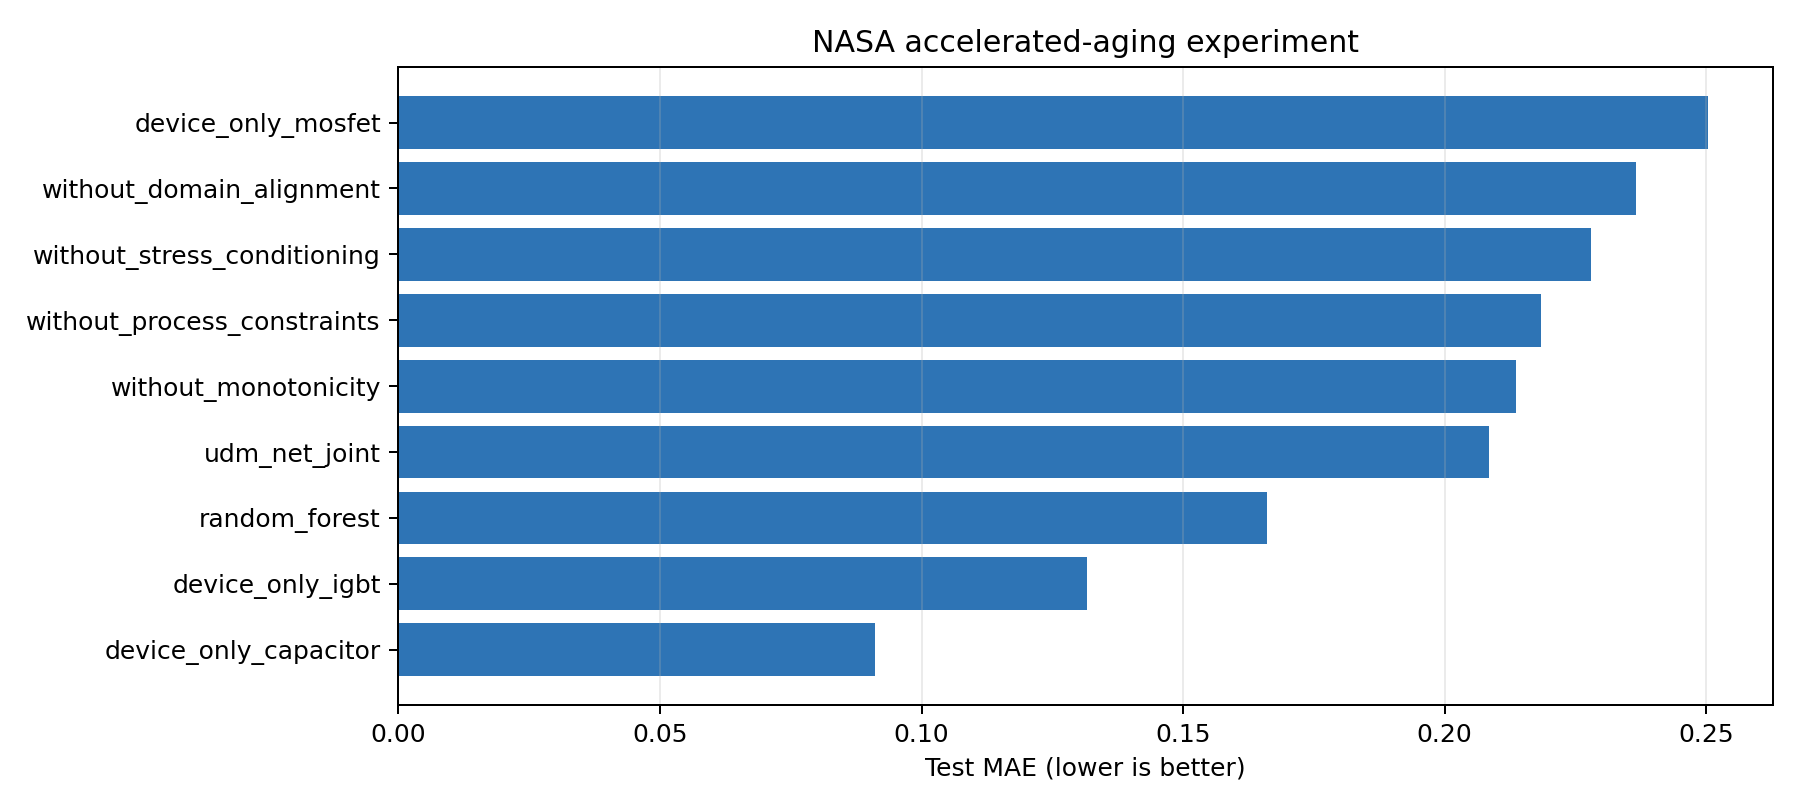 NASA accelerated-aging experiment
device_only_mosfet
without_domain_alignment
without_stress_conditioning
without_process_constraints
without_monotonicity
udm_net_joint
random_forest
device_only_igbt
device_only_capacitor
0.00 0.05 0.10 0.15 0.20 0.25
Test MAE (lower is better)